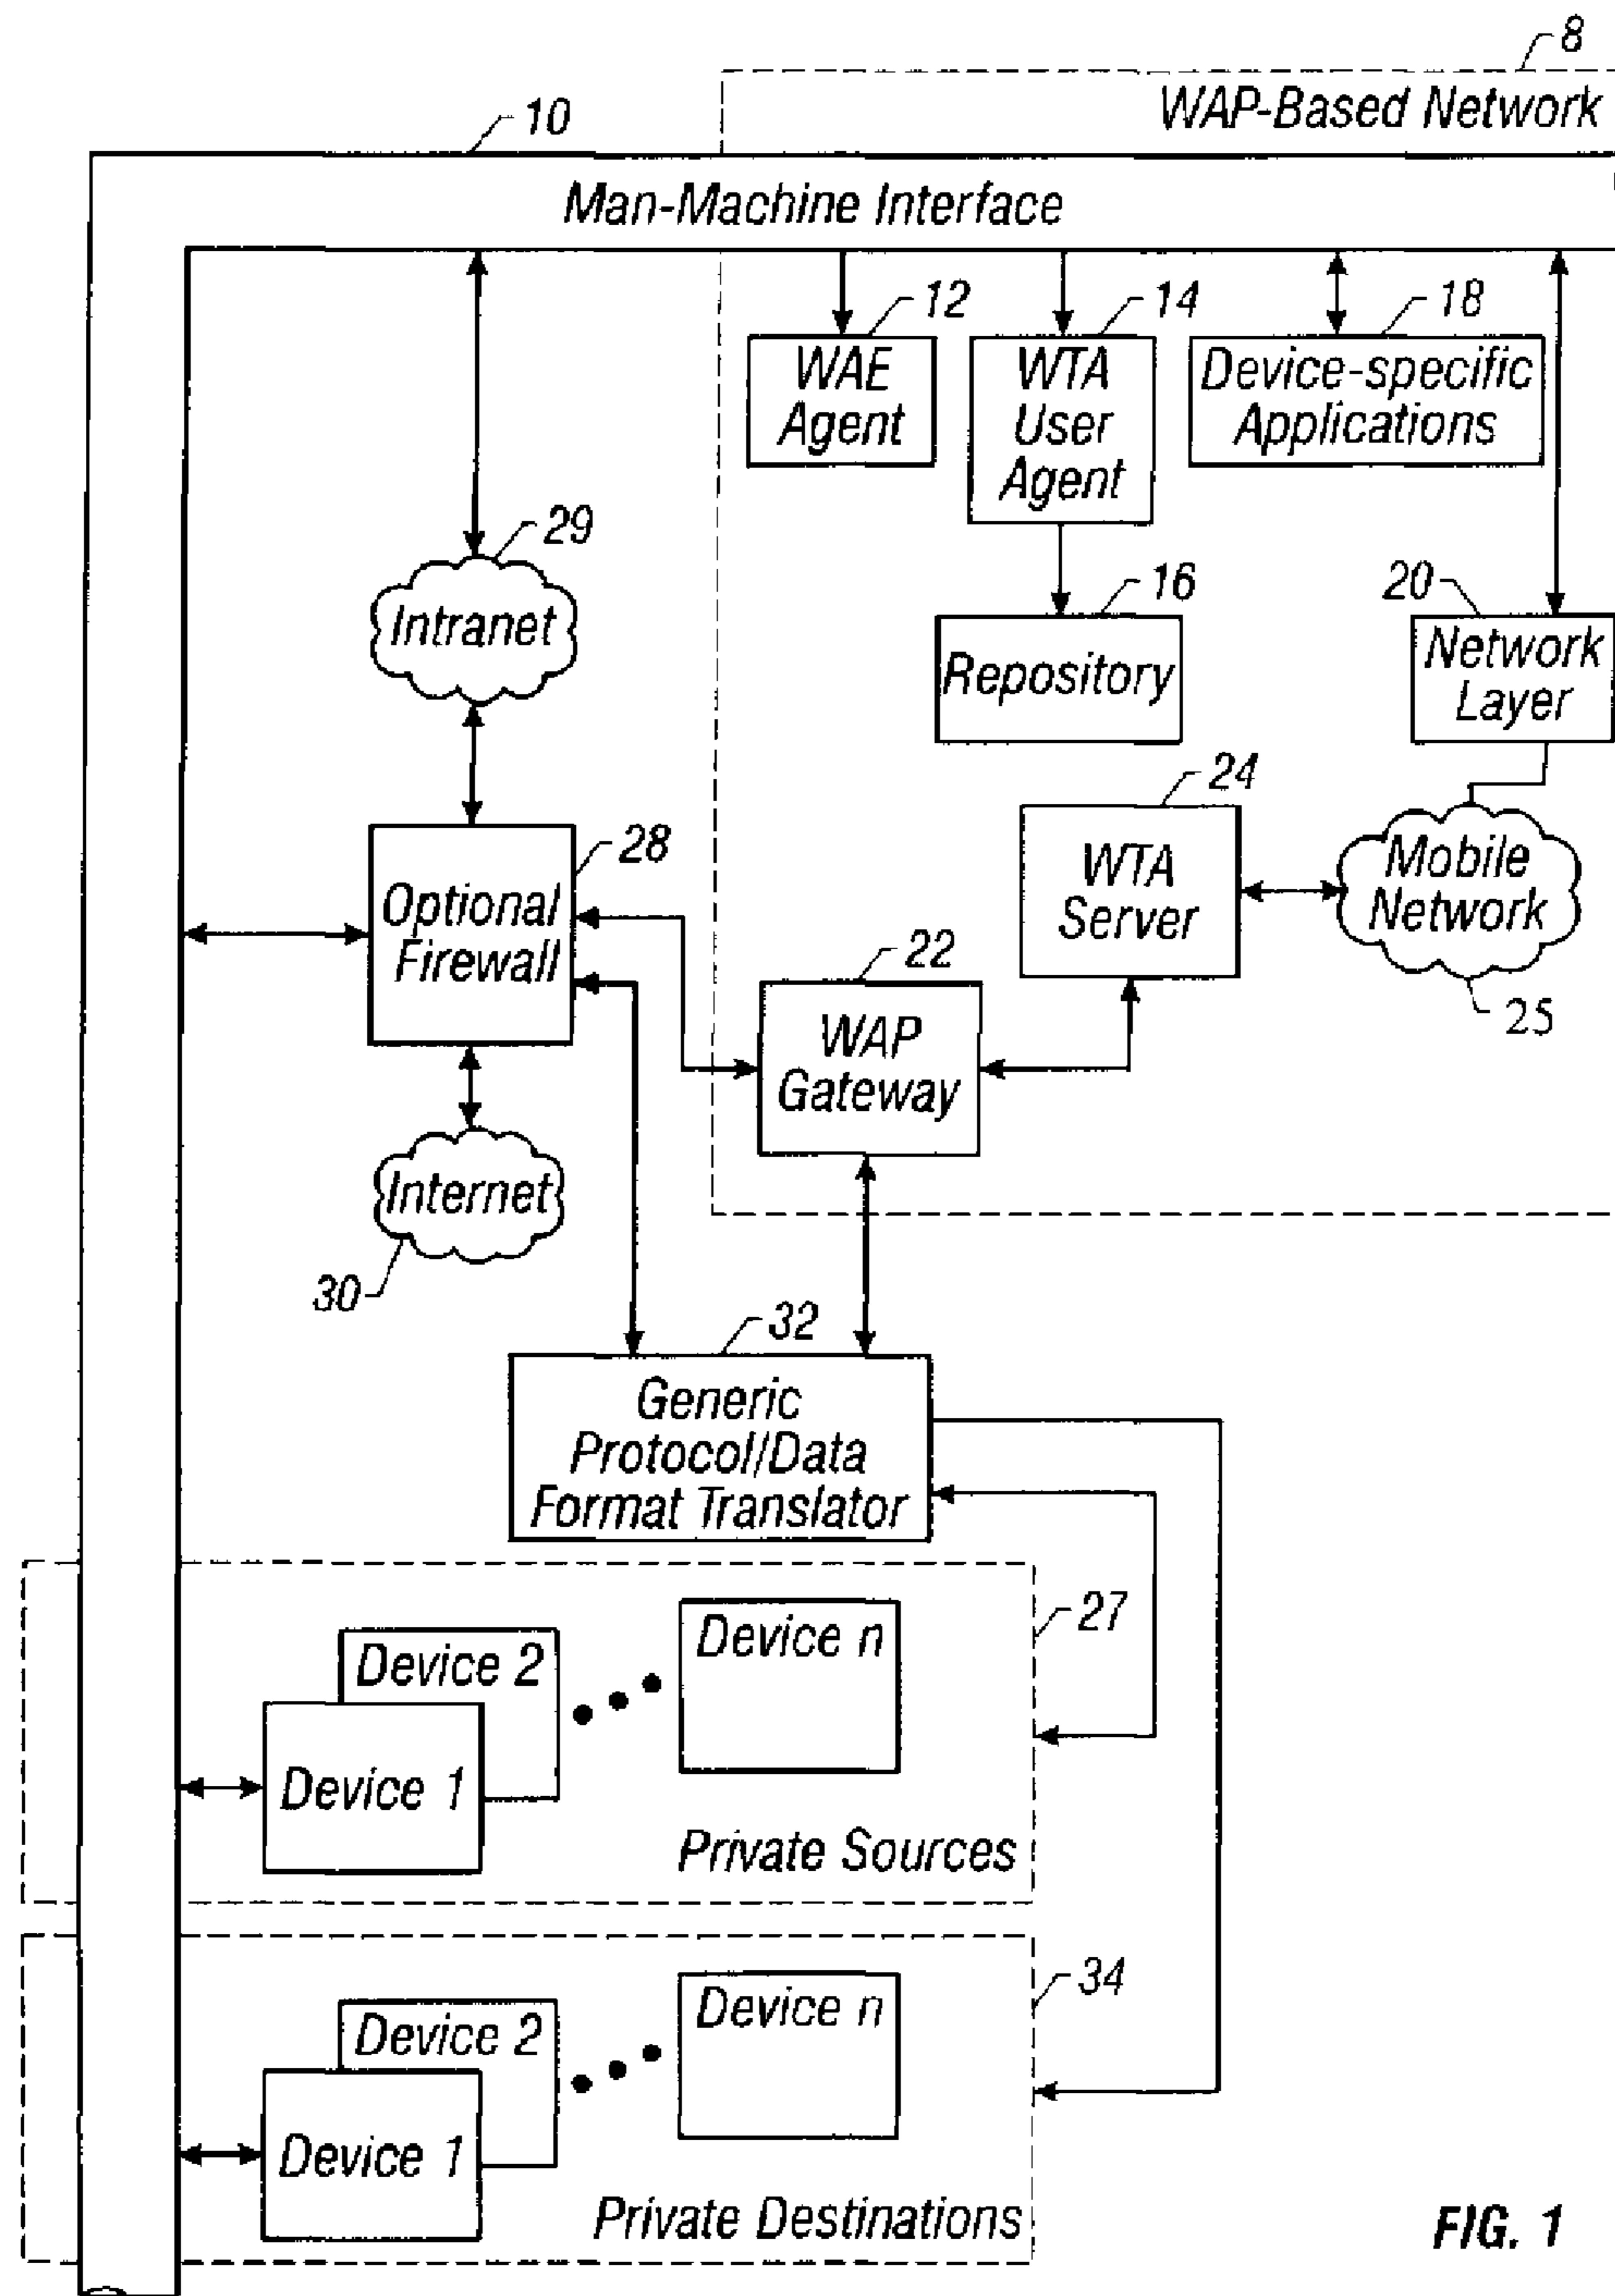 8
WAP-Based Network
10
Man-Machine Interface
12
WAE
Agent
14
WTA
User
Agent
18
Device-specific
Applications
29
Intranet
16
Repository
20
Network
Layer
24
WTA
Server
Mobile
Network
25
28
Optional
Firewall
22
WAP
Gateway
Internet
30
32
Generic
Protocol/Data
Format Translator
27
Device 1
Device 2
Device n
Private Sources
34
Device 1
Device 2
Device n
Private Destinations
FIG. 1